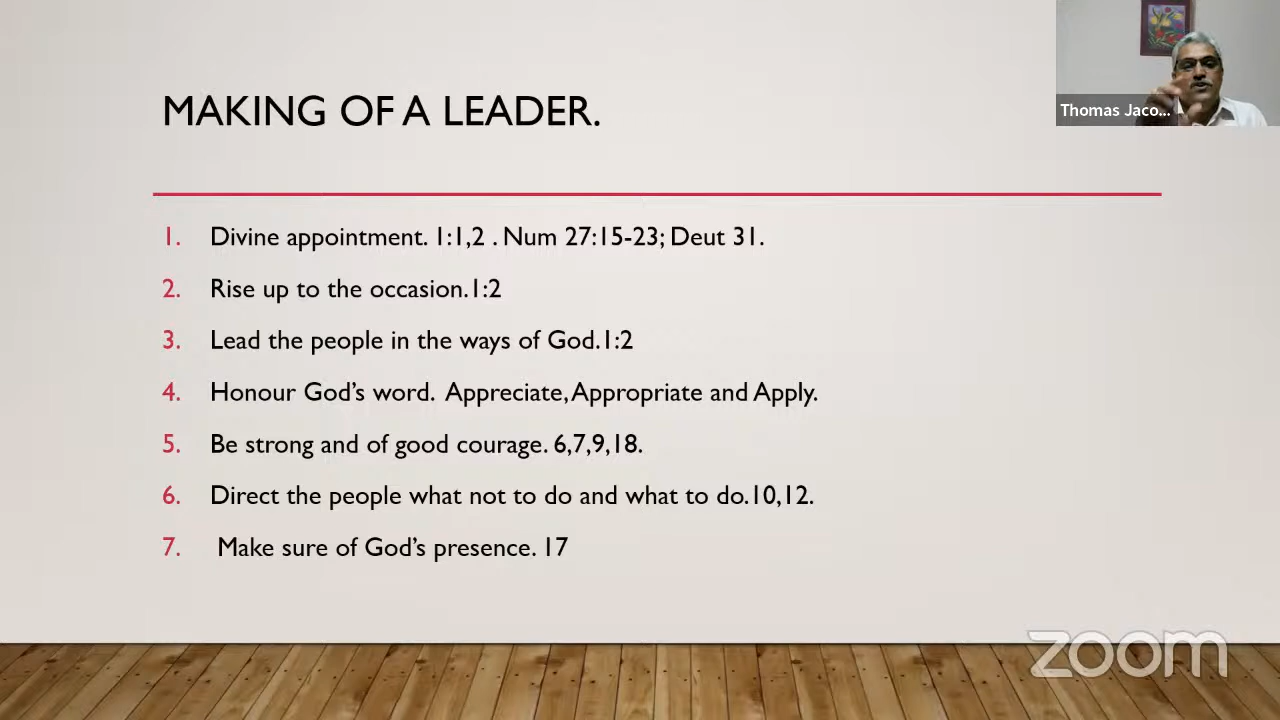 MAKING OF A LEADER.
Thomas Jaco...
1. Divine appointment. 1:1,2 . Num 27:15-23; Deut 31.
2. Rise up to the occasion.1:2
3. Lead the people in the ways of God.1:2
4. Honour God’s word.  Appreciate, Appropriate and Apply.
5. Be strong and of good courage. 6,7,9,18.
6. Direct the people what not to do and what to do.10,12.
7. Make sure of God’s presence. 17
zoom